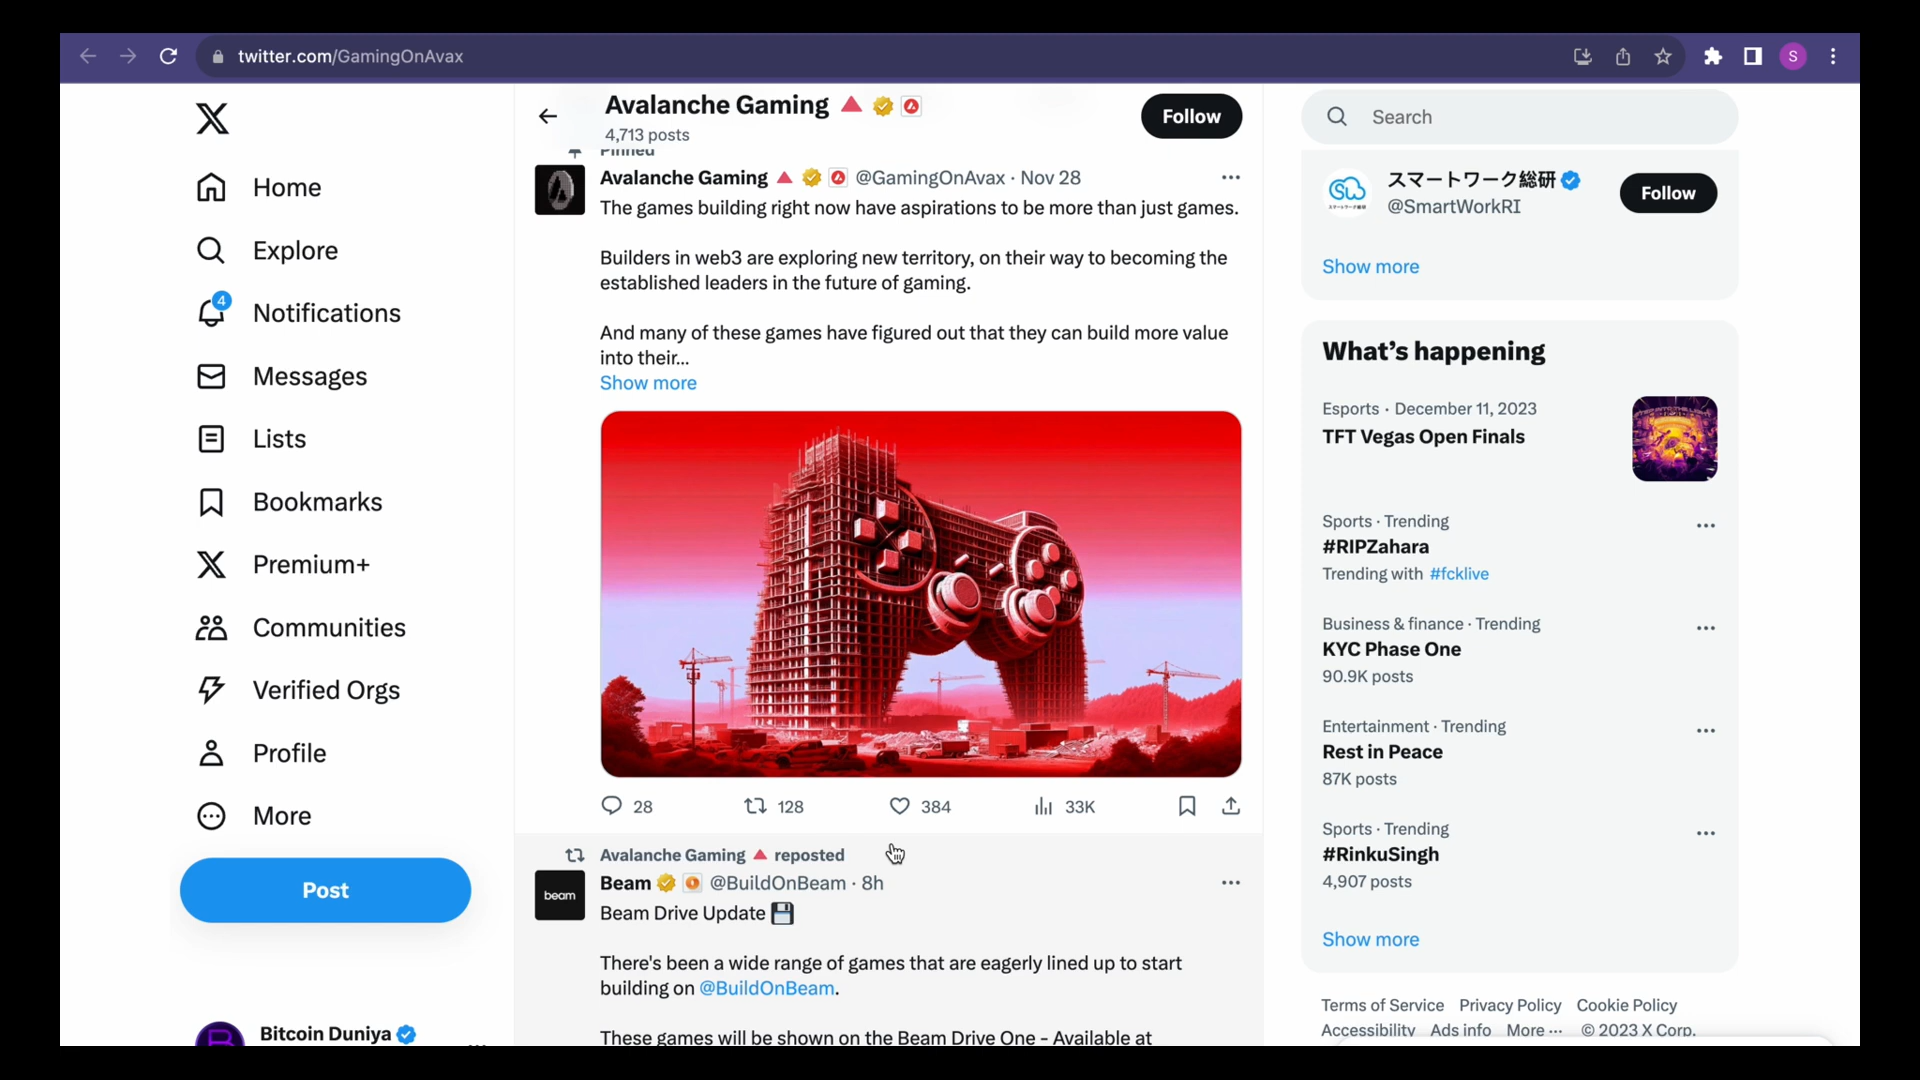 twitter.com/GamingOnAvax
S
Home
Explore
4
Notifications
Messages
Lists
Bookmarks
Premium+
Communities
Verified Orgs
Profile
More
Post
Bitcoin Duniya
Avalanche Gaming
4,713 posts
Follow
Pinned
Avalanche Gaming @GamingOnAvax · Nov 28
The games building right now have aspirations to be more than just games.
Builders in web3 are exploring new territory, on their way to becoming the
established leaders in the future of gaming.
And many of these games have figured out that they can build more value
into their...
Show more
28
128
384
33K
Avalanche Gaming 🔺 reposted
beam
Beam @BuildOnBeam · 8h
Beam Drive Update 💾
There's been a wide range of games that are eagerly lined up to start
building on @BuildOnBeam.
These games will be shown on the Beam Drive One - Available at
Search
スマートワーク総研
@SmartWorkRI
Follow
Show more
What's happening
Esports · December 11, 2023
TFT Vegas Open Finals
Sports · Trending
#RIPZahara
Trending with #fcklive
Business & finance · Trending
KYC Phase One
90.9K posts
Entertainment · Trending
Rest in Peace
87K posts
Sports · Trending
#RinkuSingh
4,907 posts
Show more
Terms of Service Privacy Policy Cookie Policy
Accessibility Ads info More ··· © 2023 X Corp.